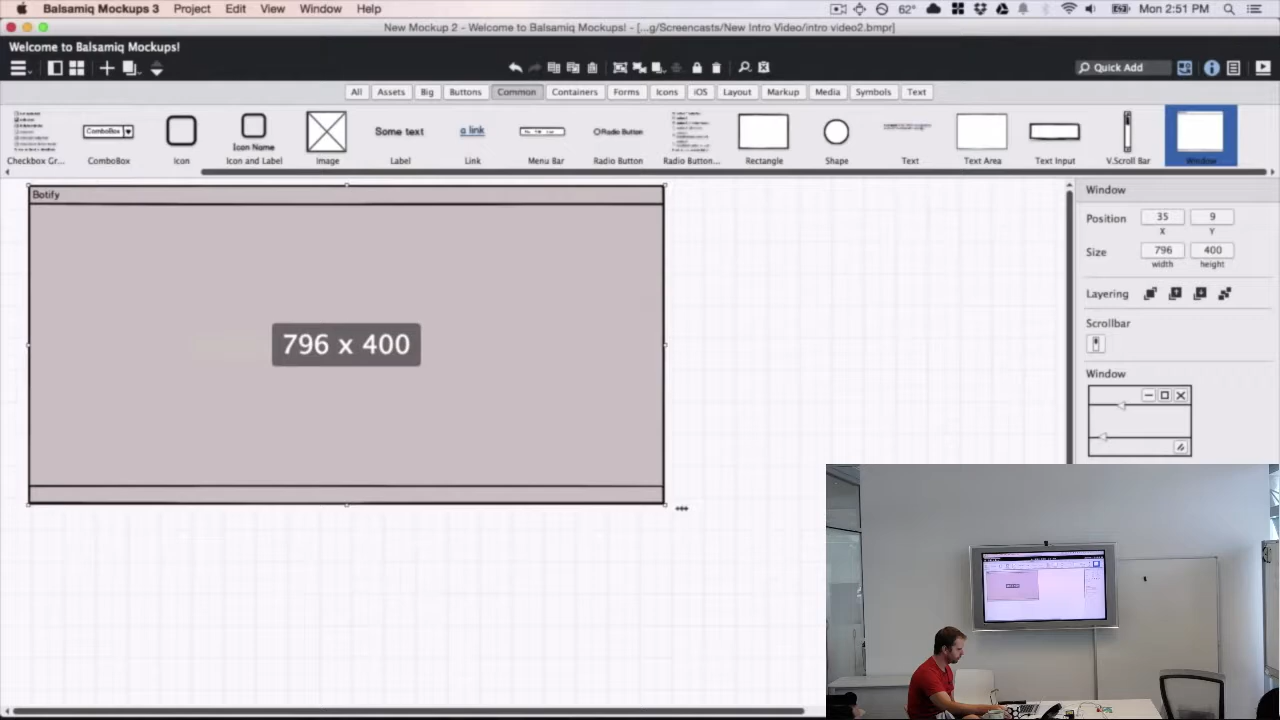 Balsamiq Mockups 3 Project Edit View Window Help 62° Mon 2:51 PM
New Mockup 2 - Welcome to Balsamiq Mockups! - [...g/Screencasts/New Intro Video/intro video2.bmpr]
Welcome to Balsamiq Mockups!
Quick Add
All Assets Big Buttons Common Containers Forms Icons iOS Layout Markup Media Symbols Text
ComboBox
Icon Name
Some text
a link
Radio Button
Checkbox Gr... ComboBox Icon Icon and Label Image Label Link Menu Bar Radio Button Radio Button... Rectangle Shape Text Text Area Text Input V.Scroll Bar Window
Botify
796 x 400
Window
Position 35 9
X Y
Size 796 400
width height
Layering
Scrollbar
Window